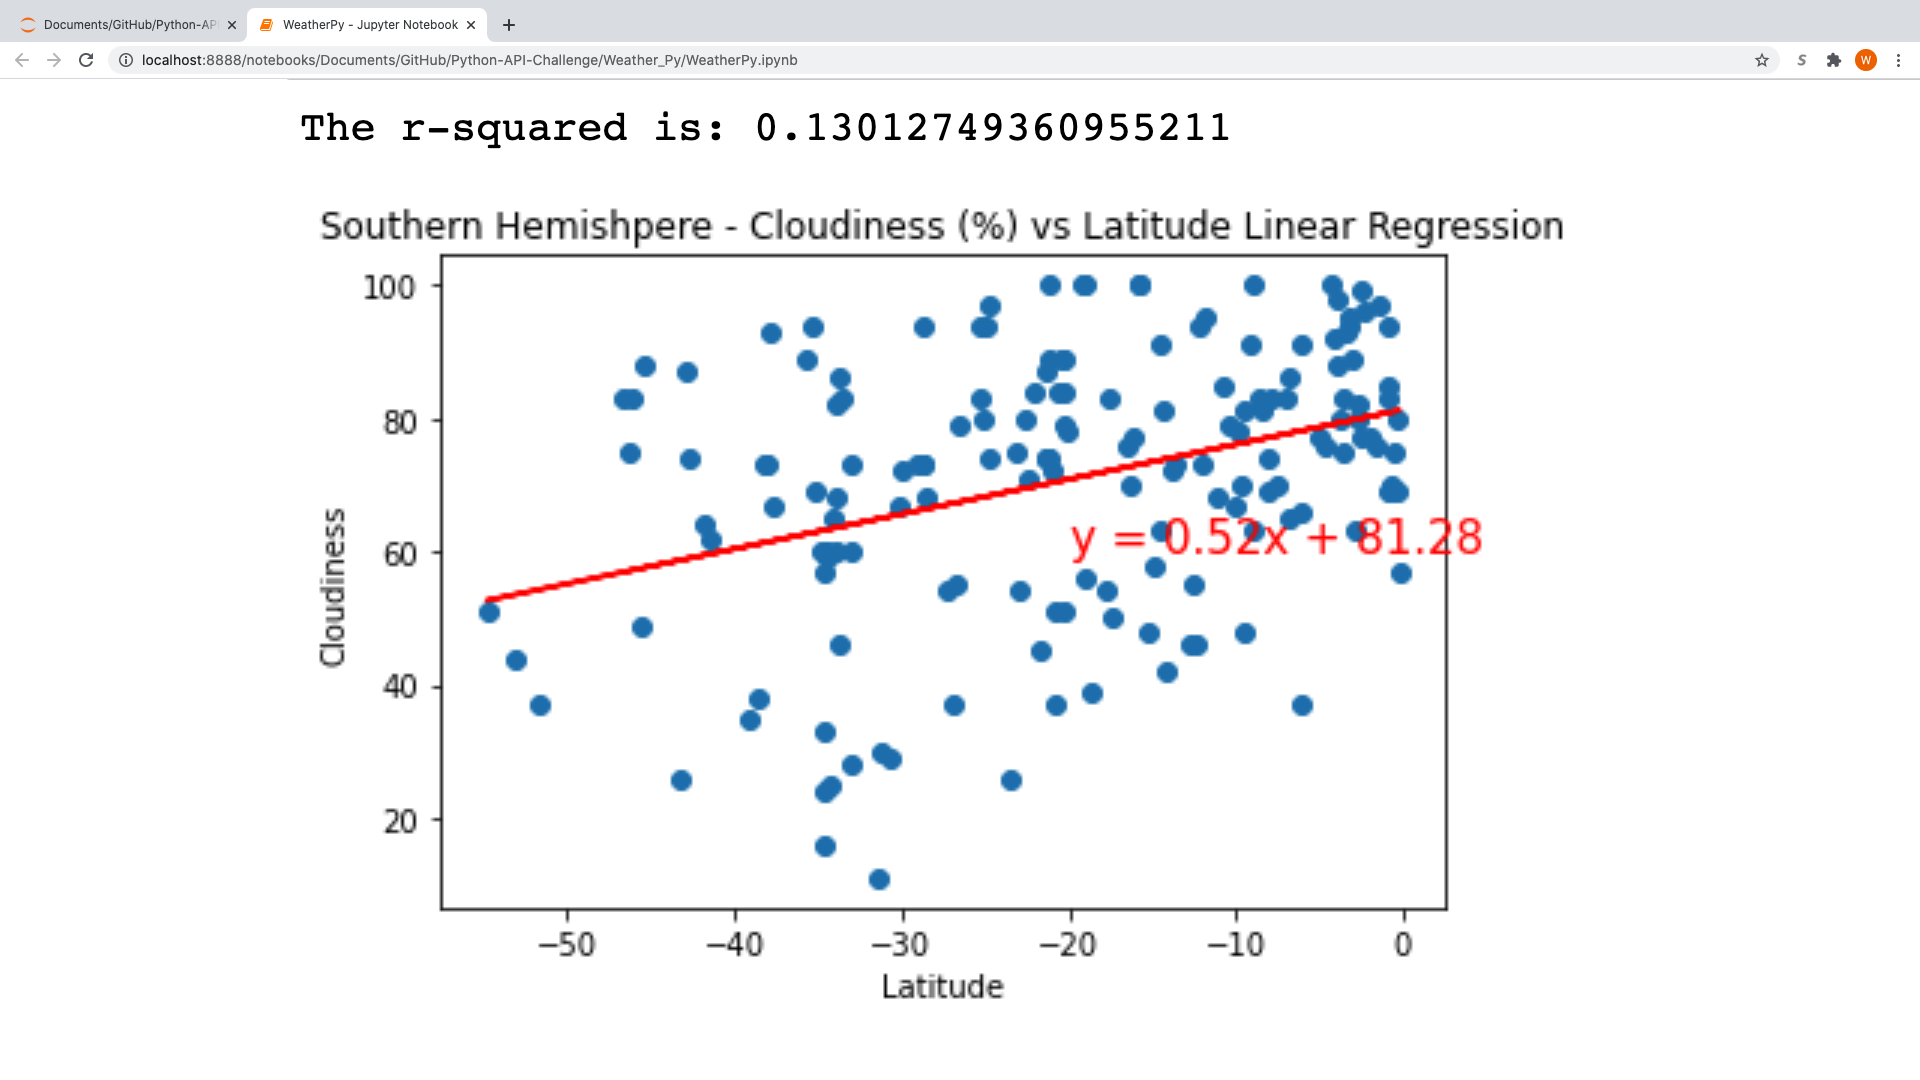 Documents/GitHub/Python-AP
WeatherPy - Jupyter Notebook
localhost:8888/notebooks/Documents/GitHub/Python-API-Challenge/Weather_Py/WeatherPy.ipynb
S
W
The r-squared is: 0.13012749360955211
Southern Hemishpere - Cloudiness (%) vs Latitude Linear Regression
100
80
60
40
20
Cloudiness
y = 0.52x + 81.28
−50 −40 −30 −20 −10 0
Latitude